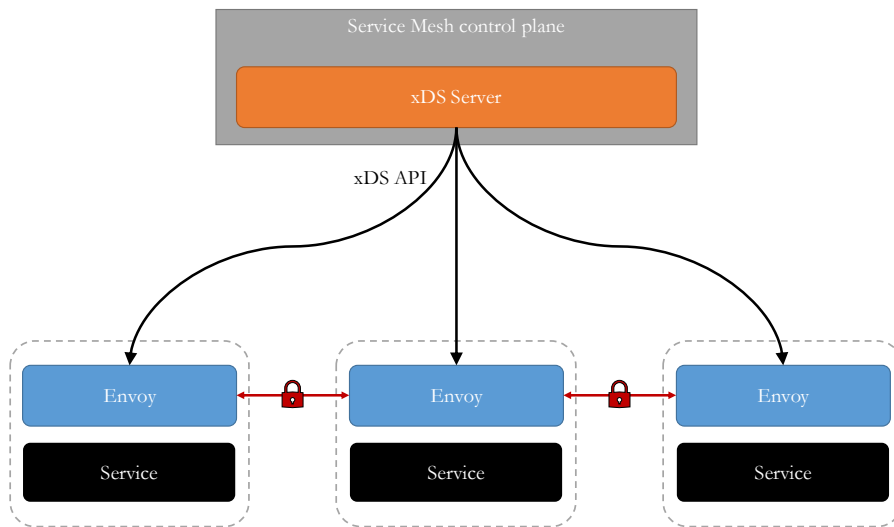 Service Mesh control plane
xDS Server
xDS API
Envoy
Envoy
Envoy
Service
Service
Service